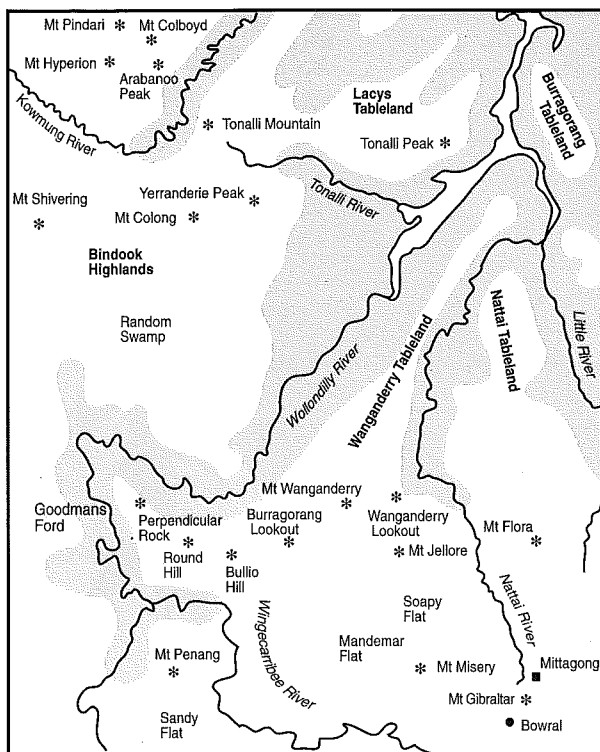 Mt Pindari
Mt Colboyd
Mt Hyperion
Arabanoo
Peak
Kowmung River
Lacys
Tableland
Burragorang
Tableland
Tonalli Mountain
Tonalli Peak
Mt Shivering
Yerranderie Peak
Mt Colong
Tonalli River
Bindook
Highlands
Random
Swamp
Wollondilly River
Wanganderry Tableland
Nattai Tableland
Little River
Goodmans
Ford
Perpendicular
Rock
Round
Hill
Bullio
Hill
Burragorang
Lookout
Mt Wanganderry
Wanganderry
Lookout
Mt Jellore
Mt Flora
Soapy
Flat
Nattai River
Mandemar
Flat
Wingecarribee River
Mt Penang
Mt Misery
Mittagong
Mt Gibraltar
Sandy
Flat
Bowral